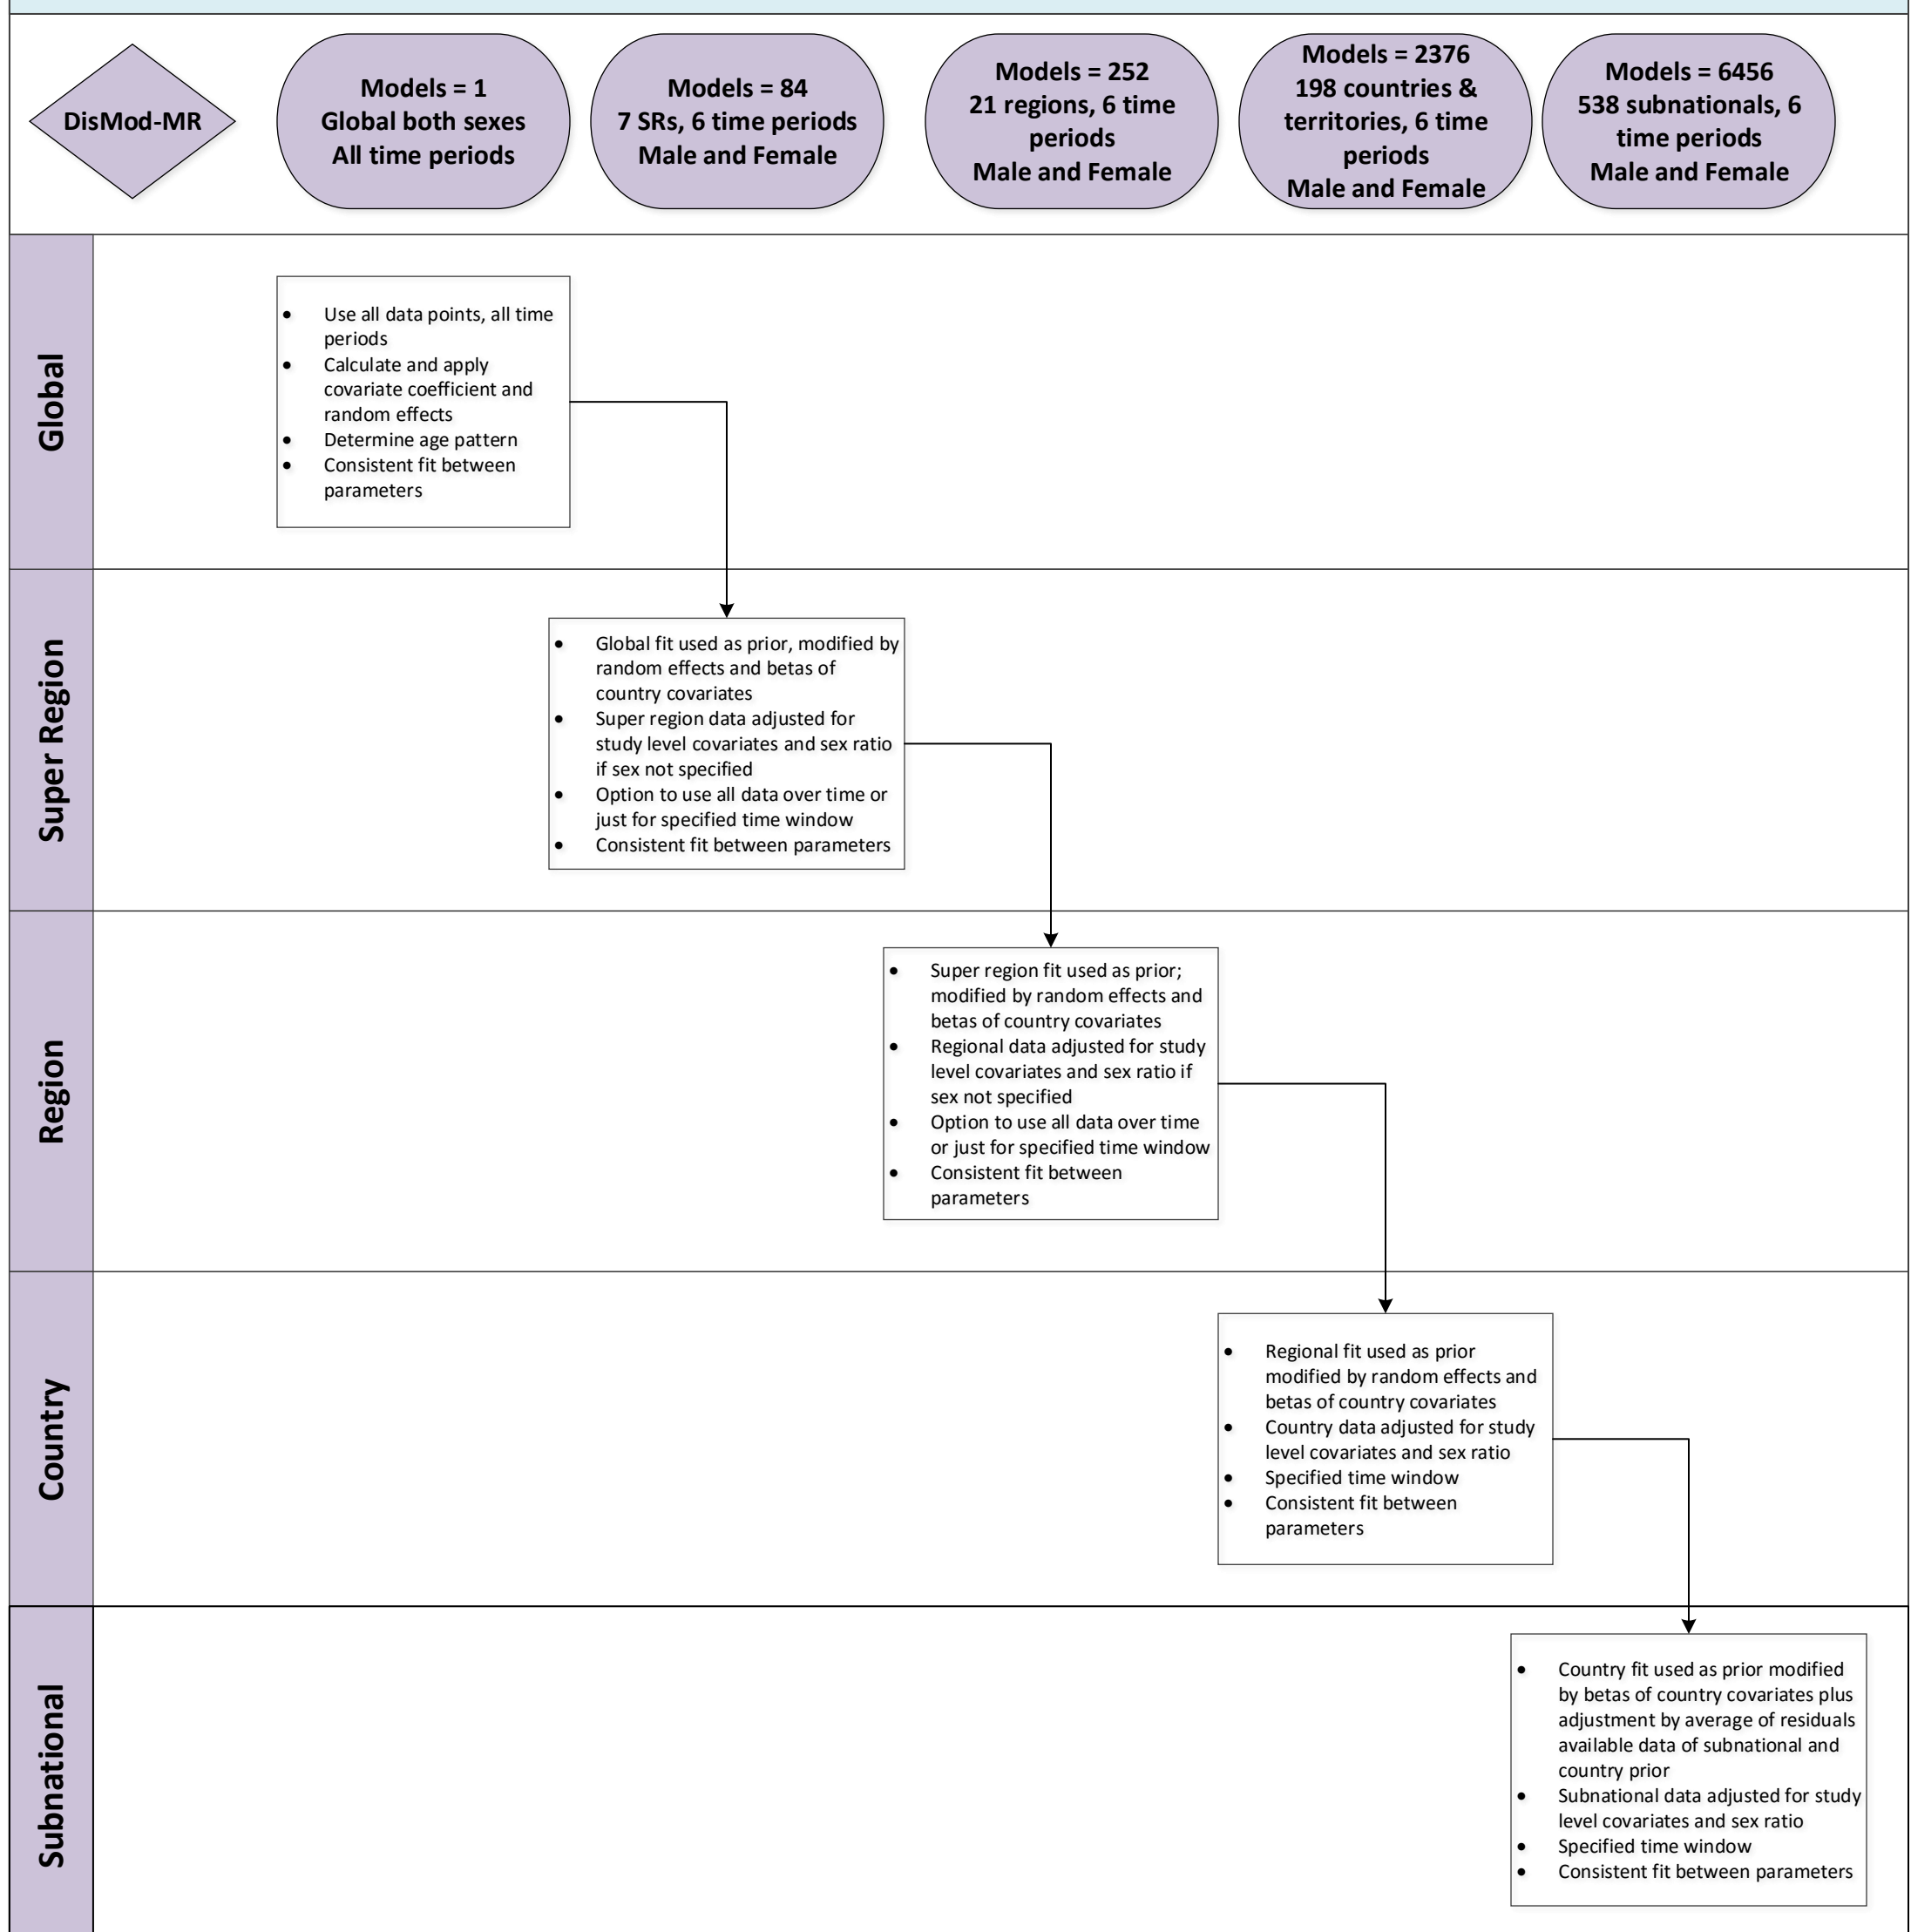 DisMod-MR
Models = 1
Global both sexes
All time periods
Models = 84
7 SRs, 6 time periods
Male and Female
Models = 252
21 regions, 6 time
periods
Male and Female
Models = 2376
198 countries &
territories, 6 time
periods
Male and Female
Models = 6456
538 subnationals, 6
time periods
Male and Female
Global
• Use all data points, all time
periods
• Calculate and apply
covariate coefficient and
random effects
• Determine age pattern
• Consistent fit between
parameters
Super Region
• Global fit used as prior, modified by
random effects and betas of
country covariates
• Super region data adjusted for
study level covariates and sex ratio
if sex not specified
• Option to use all data over time or
just for specified time window
• Consistent fit between parameters
Region
• Super region fit used as prior;
modified by random effects and
betas of country covariates
• Regional data adjusted for study
level covariates and sex ratio if
sex not specified
• Option to use all data over time
or just for specified time window
• Consistent fit between
parameters
Country
• Regional fit used as prior
modified by random effects and
betas of country covariates
• Country data adjusted for study
level covariates and sex ratio
• Specified time window
• Consistent fit between
parameters
Subnational
• Country fit used as prior modified
by betas of country covariates plus
adjustment by average of residuals
available data of subnational and
country prior
• Subnational data adjusted for study
level covariates and sex ratio
• Specified time window
• Consistent fit between parameters